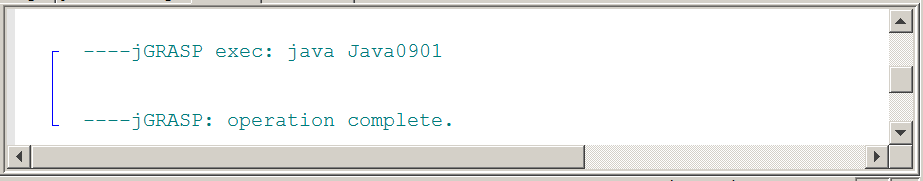 ----jGRASP exec: java Java0901
----jGRASP: operation complete.